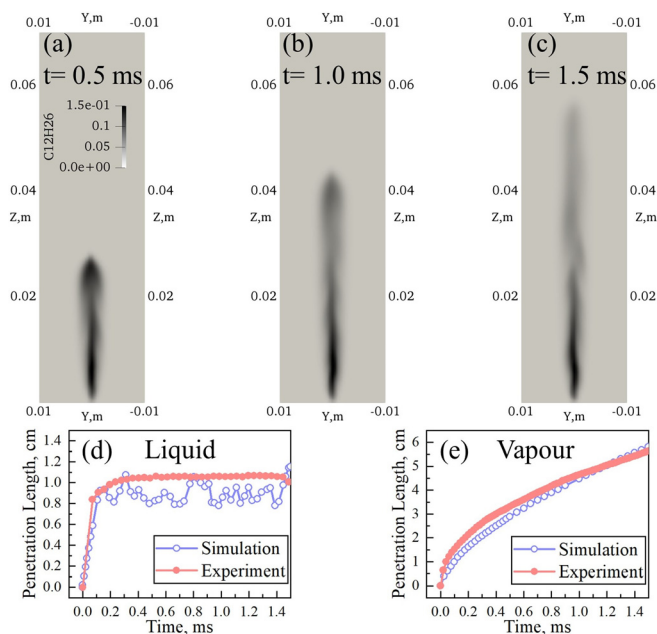 0.01 Y,m -0.01
0.01 Y,m -0.01
0.01 Y,m -0.01
(a)
t= 0.5 ms
(b)
t= 1.0 ms
(c)
t= 1.5 ms
0.06
0.06
0.06
C12H26
1.5e-01
0.1
0.05
0.0e+00
0.04
0.04
0.04
Z,m
Z,m
Z,m
0.02
0.02
0.02
0.01 Y,m -0.01
0.01 Y,m -0.01
0.01 Y,m -0.01
(d) Liquid
Penetration Length, cm
1.4
1.2
1.0
0.8
0.6
0.4
0.2
0.0
Simulation
Experiment
0.0 0.2 0.4 0.6 0.8 1.0 1.2 1.4
Time, ms
(e) Vapour
Penetration Length, cm
6
5
4
3
2
1
0
Simulation
Experiment
0.0 0.2 0.4 0.6 0.8 1.0 1.2 1.4
Time, ms